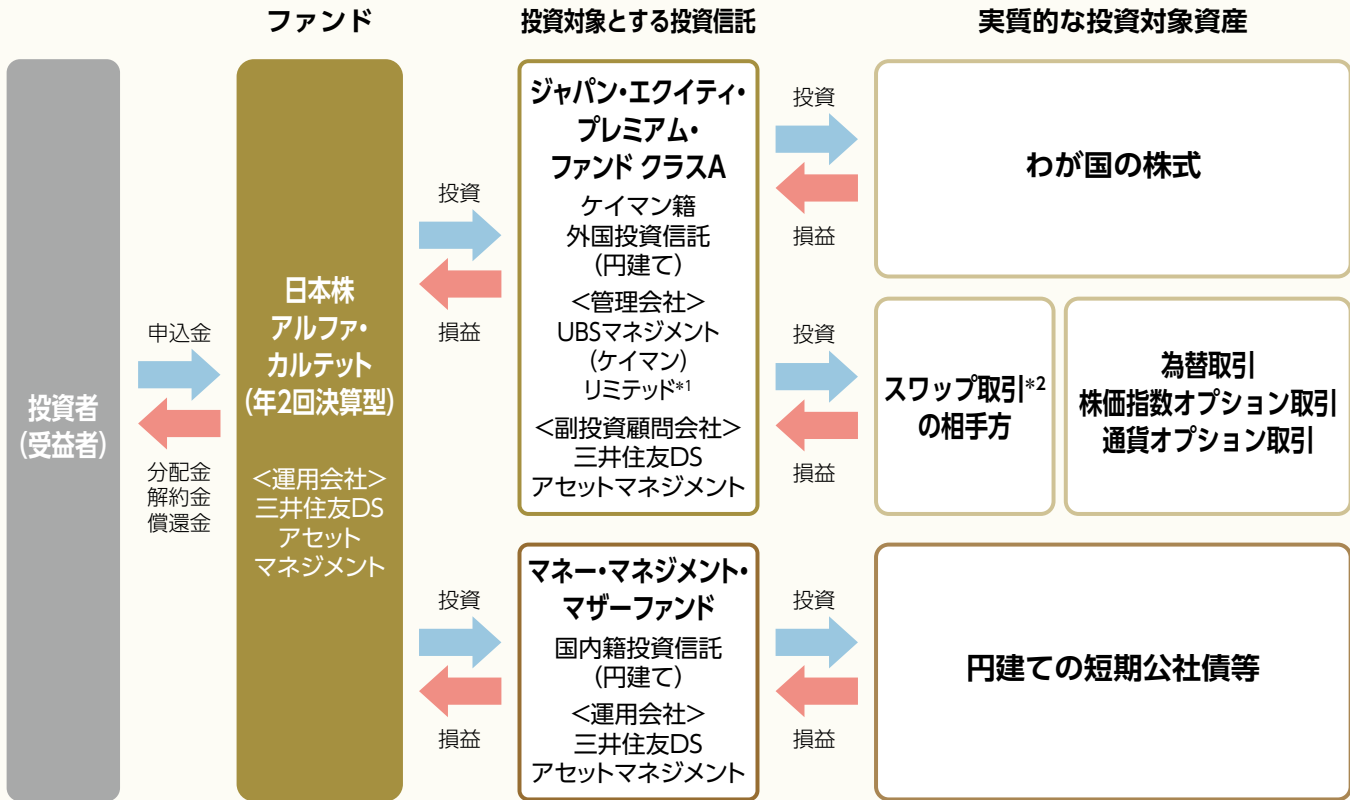 ファンド
投資対象とする投資信託
実質的な投資対象資産
投資者
(受益者)
申込金
分配金
解約金
償還金
日本株
アルファ・
カルテット
(年2回決算型)
<運用会社>
三井住友DS
アセット
マネジメント
投資
損益
ジャパン・エクイティ・
プレミアム・
ファンド クラスA
ケイマン籍
外国投資信託
(円建て)
<管理会社>
UBSマネジメント
(ケイマン)
リミテッド*1
<副投資顧問会社>
三井住友DS
アセットマネジメント
投資
損益
わが国の株式
投資
損益
スワップ取引*2
の相手方
為替取引
株価指数オプション取引
通貨オプション取引
投資
損益
マネー・マネジメント・
マザーファンド
国内籍投資信託
(円建て)
<運用会社>
三井住友DS
アセットマネジメント
投資
損益
円建ての短期公社債等